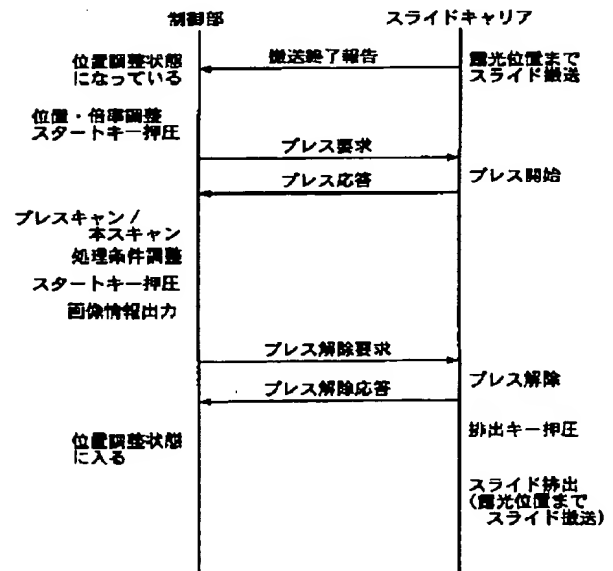 制御部
スライドキャリア
搬送終了報告
位置調整状態
になっている
露光位置まで
スライド搬送
位置・倍率調整
スタートキー押圧
プレス要求
プレス応答
プレス開始
プレスキャン/
本スキャン
処理条件調整
スタートキー押圧
画像情報出力
プレス解除要求
プレス解除
プレス解除応答
排出キー押圧
位置調整状態
に入る
スライド排出
(露光位置まで
スライド搬送)